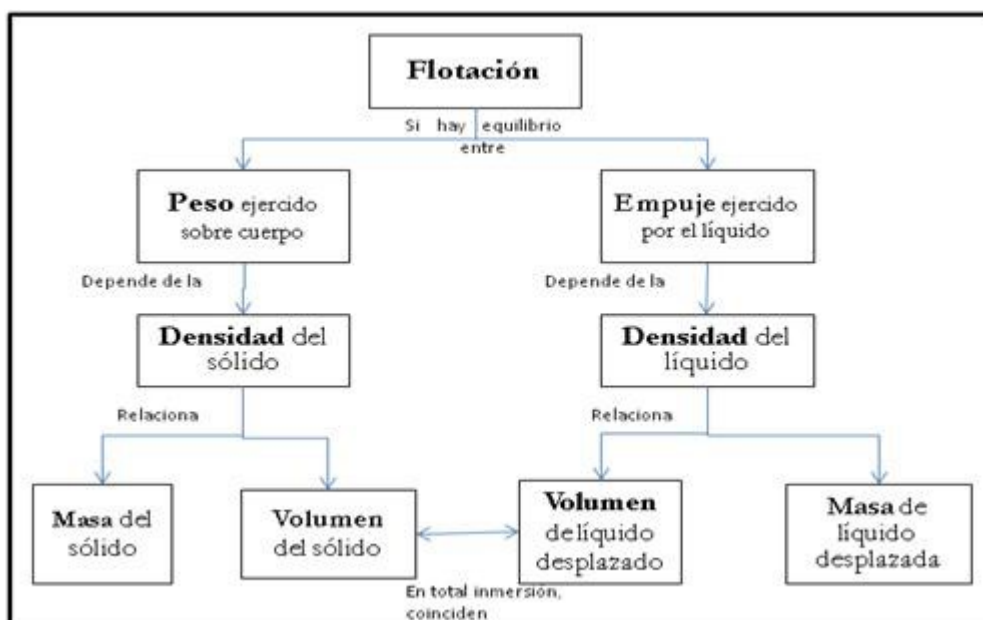 Flotación
Si hay equilibrio
entre
Peso ejercido
sobre cuerpo
Empuje ejercido
por el líquido
Depende de la
Depende de la
Densidad del
sólido
Densidad del
líquido
Relaciona
Relaciona
Masa del
sólido
Volumen
del sólido
Volumen
de líquido
desplazado
Masa de
líquido
desplazada
En total inmersión,
coinciden